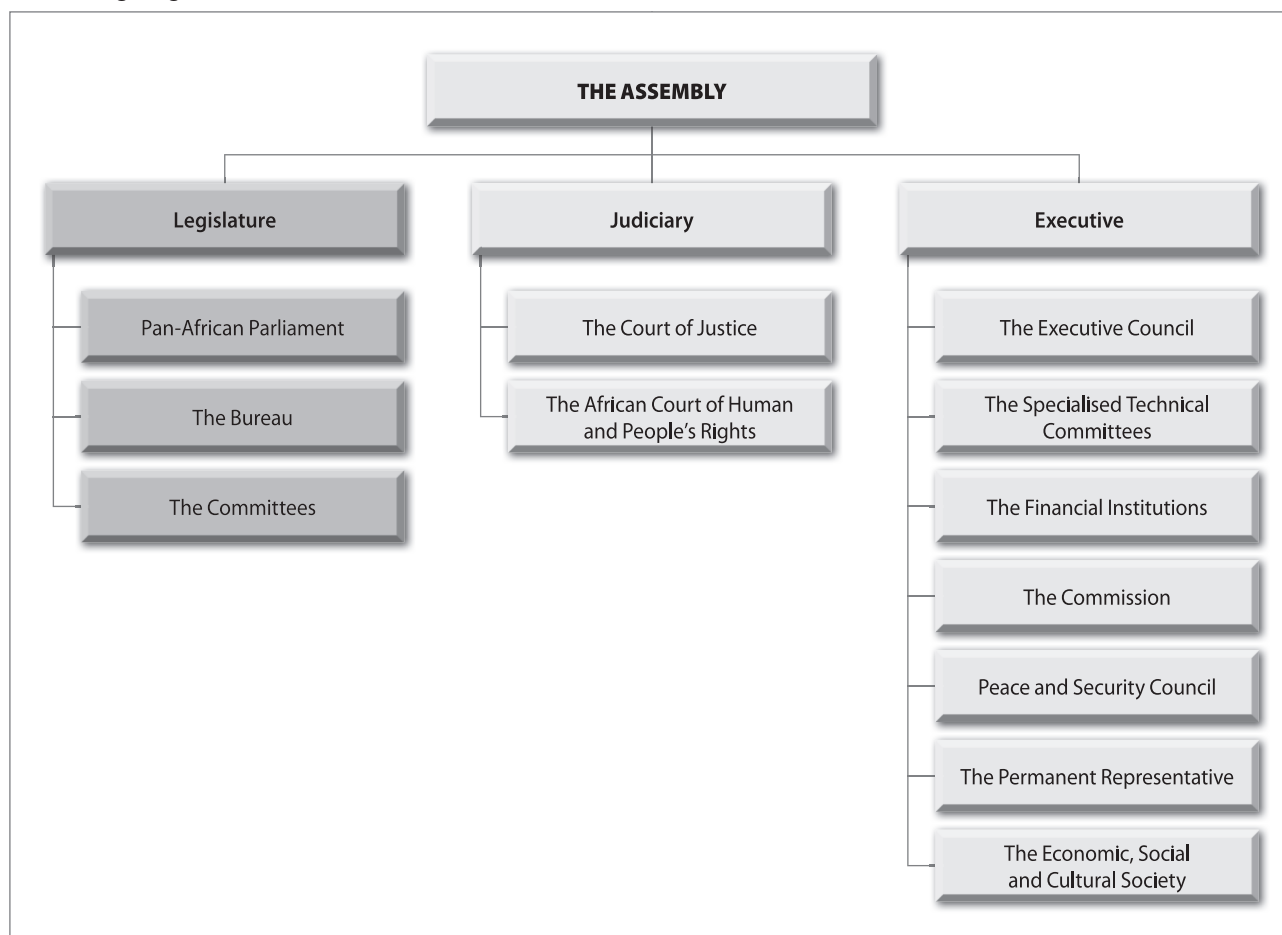 THE ASSEMBLY
Legislature
Pan-African Parliament
The Bureau
The Committees
Judiciary
The Court of Justice
The African Court of Human
and People's Rights
Executive
The Executive Council
The Specialised Technical
Committees
The Financial Institutions
The Commission
Peace and Security Council
The Permanent Representative
The Economic, Social
and Cultural Society